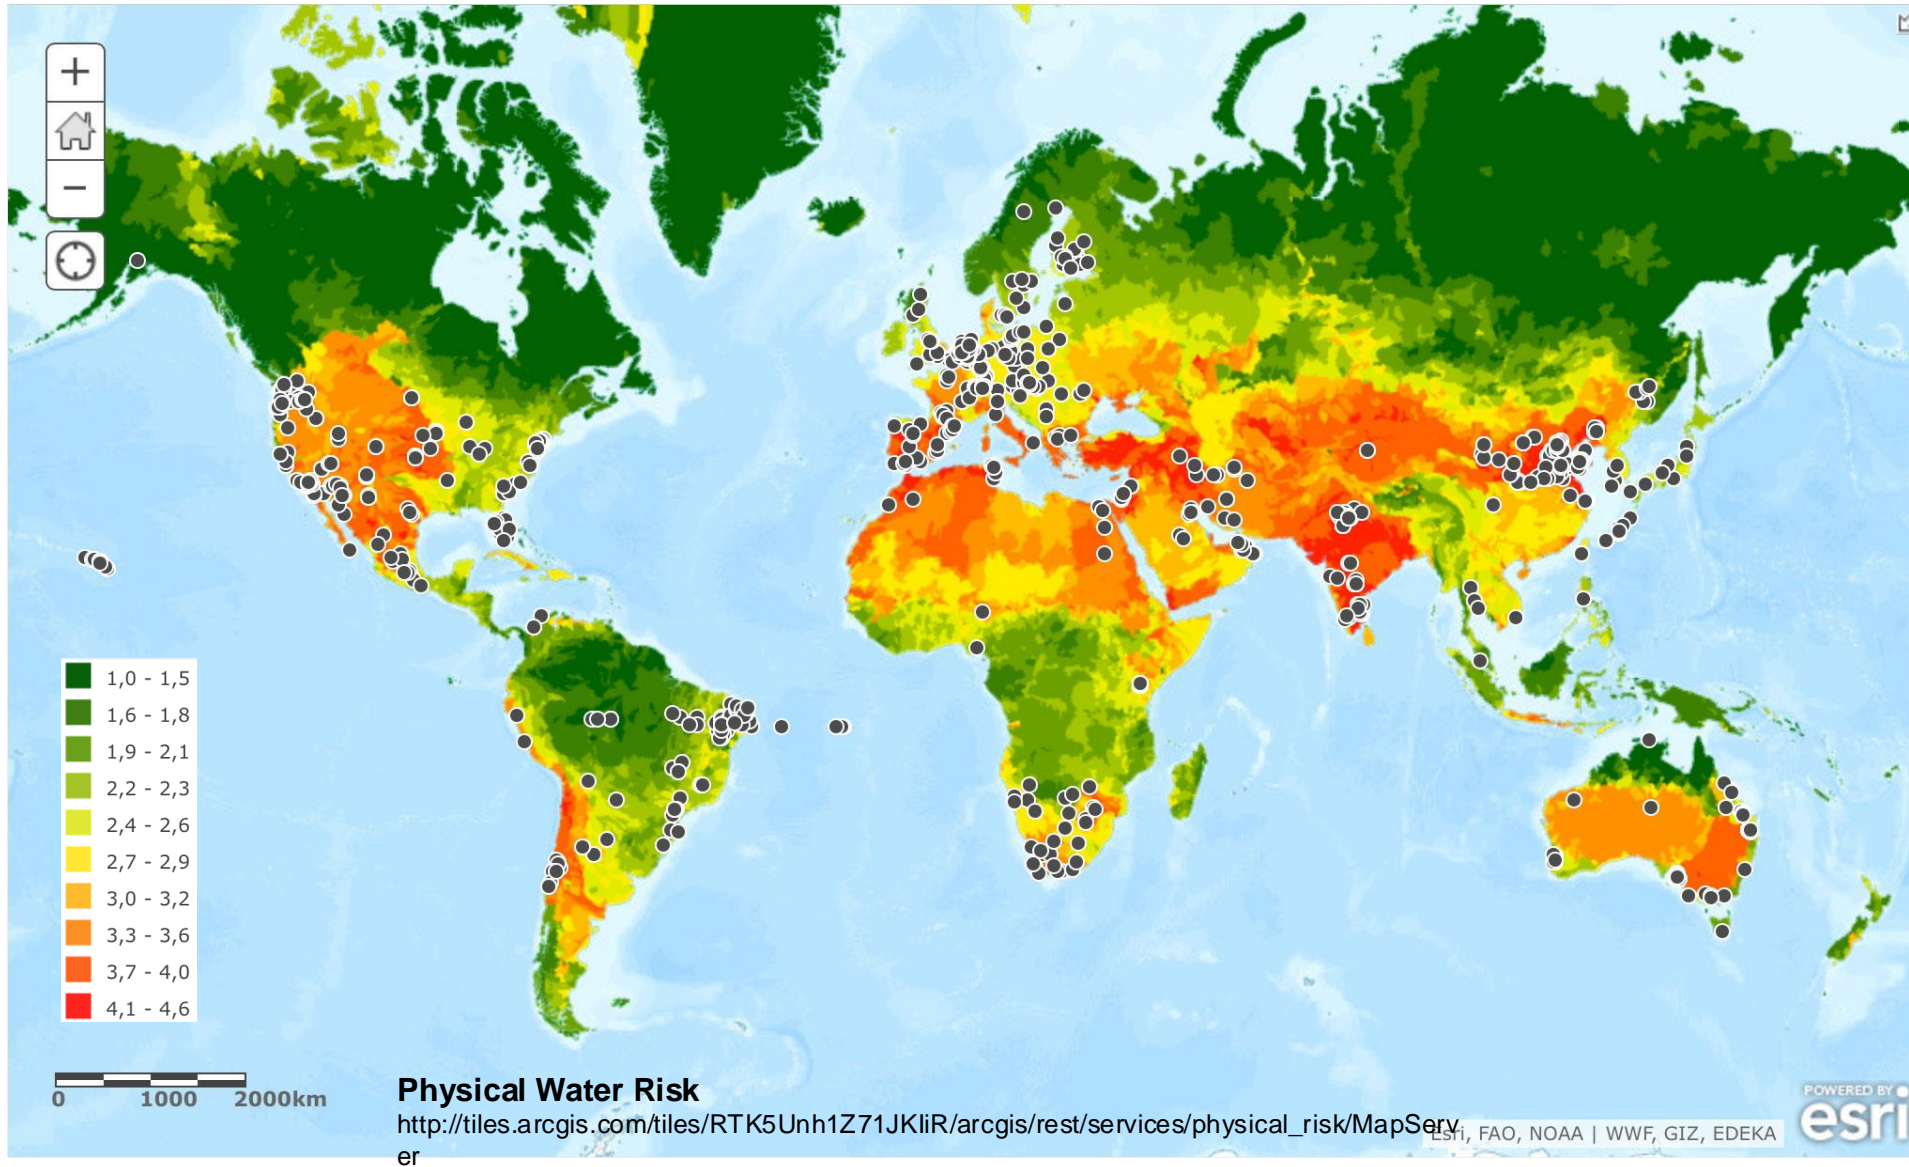 +
−
1,0 - 1,5
1,6 - 1,8
1,9 - 2,1
2,2 - 2,3
2,4 - 2,6
2,7 - 2,9
3,0 - 3,2
3,3 - 3,6
3,7 - 4,0
4,1 - 4,6
0 1000 2000km
Physical Water Risk
http://tiles.arcgis.com/tiles/RTK5Unh1Z71JKIiR/arcgis/rest/services/physical_risk/MapServ
er
Esri, FAO, NOAA | WWF, GIZ, EDEKA
POWERED BY
esri